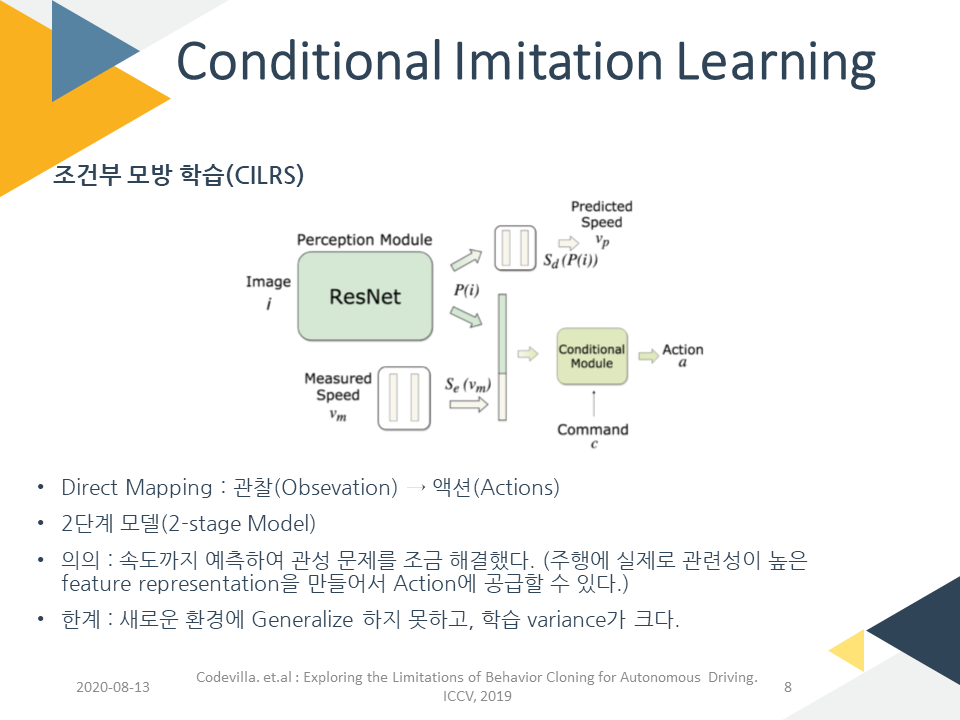 Conditional Imitation Learning
조건부 모방 학습(CILRS)
Perception Module
Image
i
ResNet
P(i)
Predicted
Speed
vp
Sd(P(i))
Measured
Speed
vm
Se(vm)
Conditional
Module
Action
a
Command
c
• Direct Mapping : 관찰(Obsevation) → 액션(Actions)
• 2단계 모델(2-stage Model)
• 의의 : 속도까지 예측하여 관성 문제를 조금 해결했다. (주행에 실제로 관련성이 높은
feature representation을 만들어서 Action에 공급할 수 있다.)
• 한계 : 새로운 환경에 Generalize 하지 못하고, 학습 variance가 크다.
2020-08-13
Codevilla. et.al : Exploring the Limitations of Behavior Cloning for Autonomous Driving.
ICCV, 2019
8